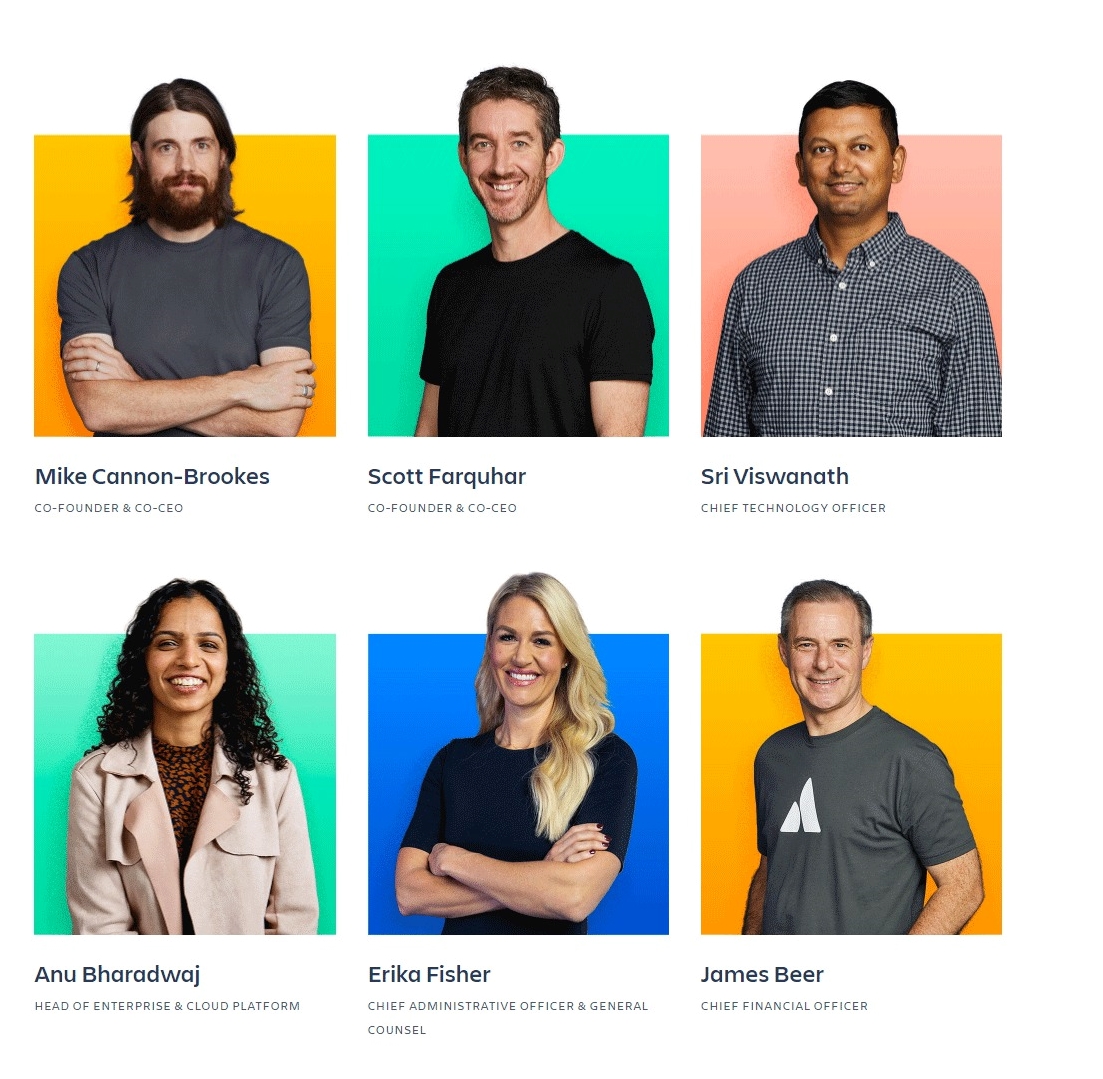 Mike Cannon-Brookes
CO-FOUNDER & CO-CEO
Scott Farquhar
CO-FOUNDER & CO-CEO
Sri Viswanath
CHIEF TECHNOLOGY OFFICER
Anu Bharadwaj
HEAD OF ENTERPRISE & CLOUD PLATFORM
Erika Fisher
CHIEF ADMINISTRATIVE OFFICER & GENERAL
COUNSEL
James Beer
CHIEF FINANCIAL OFFICER